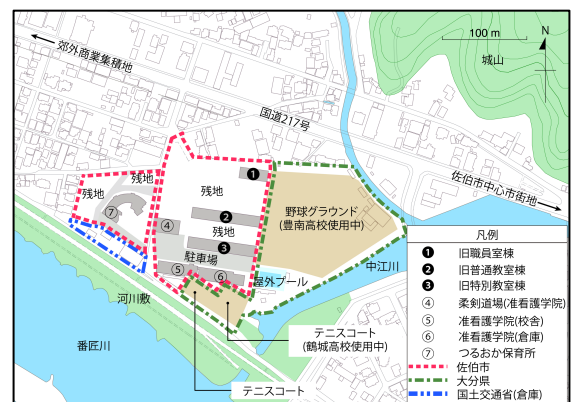 郊外商業集積地
100 m
N
城山
国道217号
佐伯市中心市街地
残地
残地
残地
残地
駐車場
❶
❷
❸
④
⑤
⑥
⑦
野球グラウンド
(豊南高校使用中)
中江川
屋外プール
河川敷
番匠川
テニスコート
(鶴城高校使用中)
テニスコート
凡例
❶ 旧職員室棟
❷ 旧普通教室棟
❸ 旧特別教室棟
④ 柔剣道場(准看護学院)
⑤ 准看護学院(校舎)
⑥ 准看護学院(倉庫)
⑦ つるおか保育所
佐伯市
大分県
国土交通省(倉庫)